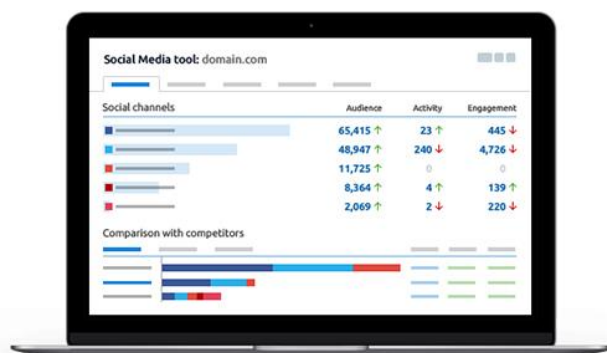 Social Media tool: domain.com
Social channels Audience Activity Engagement
65,415 ↑ 23 ↑ 445 ↓
48,947 ↑ 240 ↓ 4,726 ↓
11,725 ↑ 0 0
8,364 ↑ 4 ↑ 139 ↑
2,069 ↑ 2 ↓ 220 ↓
Comparison with competitors